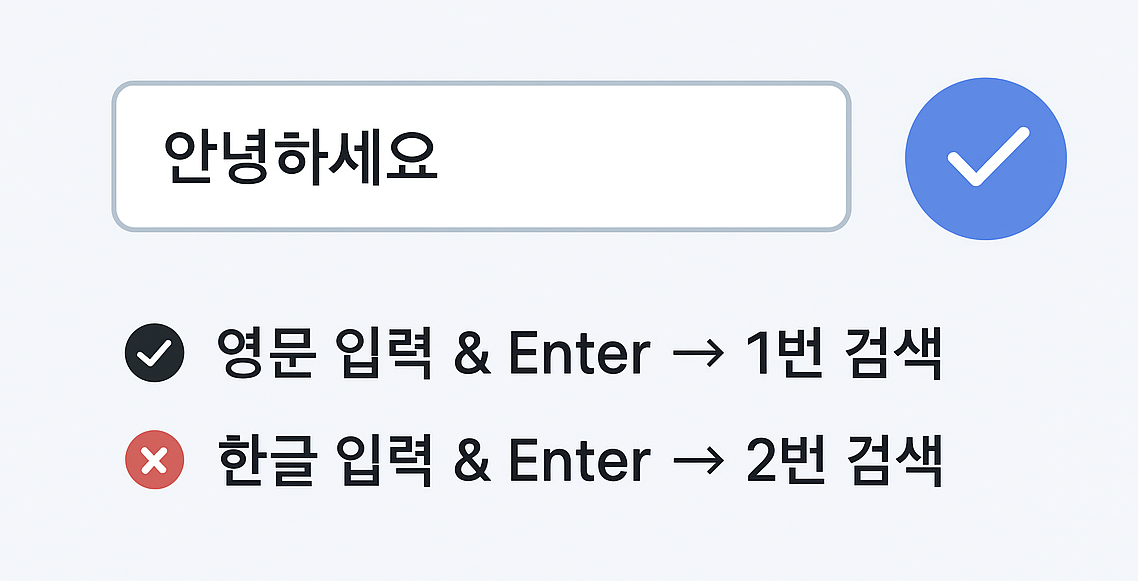 안녕하세요
영문 입력 & Enter → 1번 검색
한글 입력 & Enter → 2번 검색